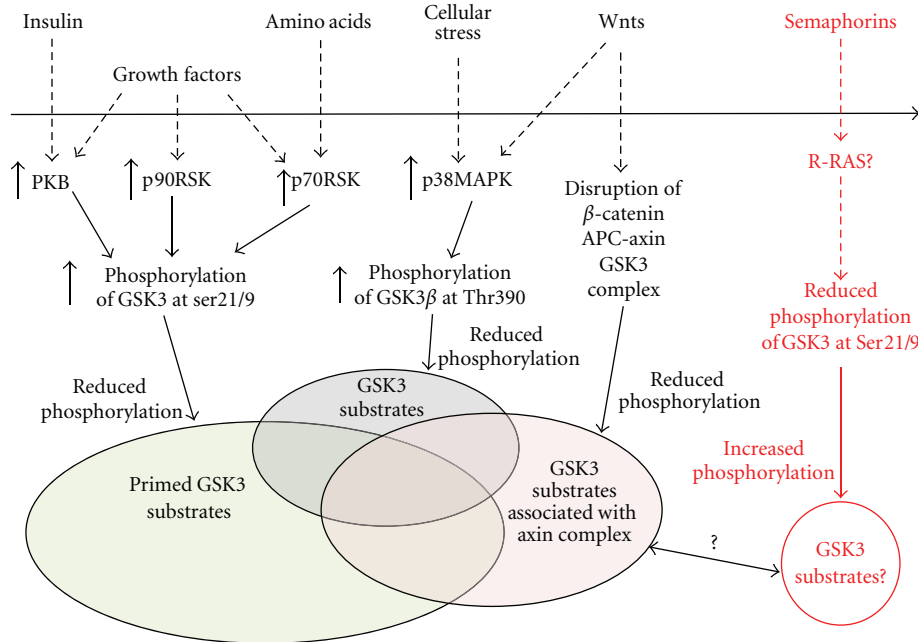 Insulin
Amino acids
Cellular
stress
Wnts
Semaphorins
Growth factors
PKB
p90RSK
p70RSK
p38MAPK
R-RAS?
Disruption of
β-catenin
APC-axin
GSK3
complex
Phosphorylation
of GSK3 at ser21/9
Phosphorylation
of GSK3β at Thr390
Reduced
phosphorylation
of GSK3 at Ser21/9
Reduced
phosphorylation
Reduced
phosphorylation
Reduced
phosphorylation
Increased
phosphorylation
GSK3
substrates
Primed GSK3
substrates
GSK3
substrates
associated with
axin complex
?
GSK3
substrates?